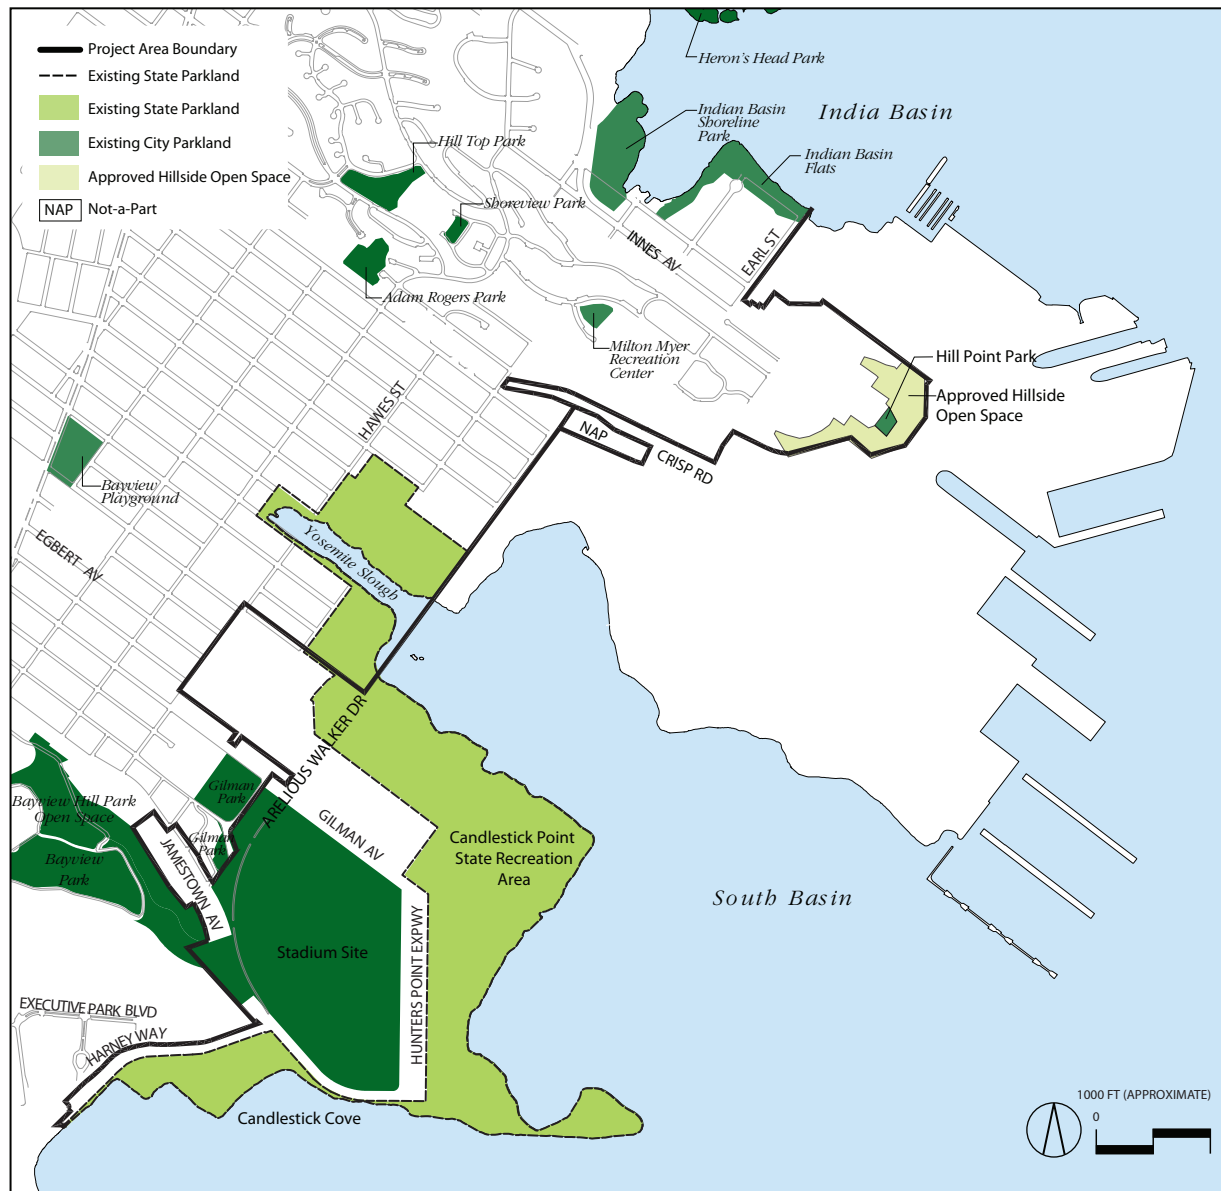 Project Area Boundary
Existing State Parkland
Existing State Parkland
Existing City Parkland
Approved Hillside Open Space
NAP Not-a-Part
Heron's Head Park
Indian Basin
Shoreline
Park
India Basin
Indian Basin
Flats
Hill Top Park
Shoreview Park
INNES AV
EARL ST
Adam Rogers Park
Milton Myer
Recreation
Center
Hill Point Park
Approved Hillside
Open Space
HAWES ST
NAP
CRISP RD
Bayview
Playground
EGBERT AV
Yosemite Slough
ARELIOUS WALKER DR
Gilman
Park
Gilman
Park
GILMAN AV
Bayview Hill Park
Open Space
Bayview
Park
JAMESTOWN AV
Candlestick Point
State Recreation
Area
South Basin
Stadium Site
HUNTERS POINT EXPWY
EXECUTIVE PARK BLVD
HARNEY WAY
Candlestick Cove
1000 FT (APPROXIMATE)
0